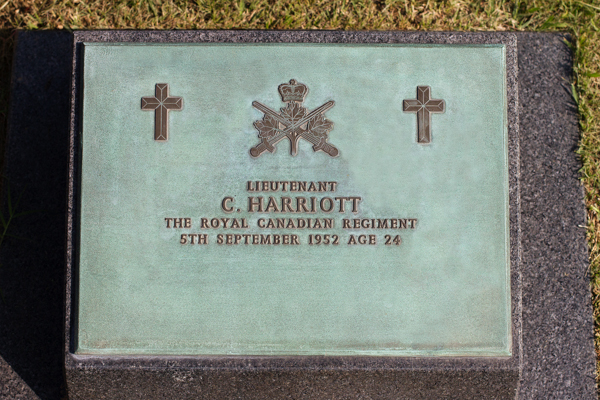 LIEUTENANT
C. HARRIOTT
THE ROYAL CANADIAN REGIMENT
5TH SEPTEMBER 1952 AGE 24